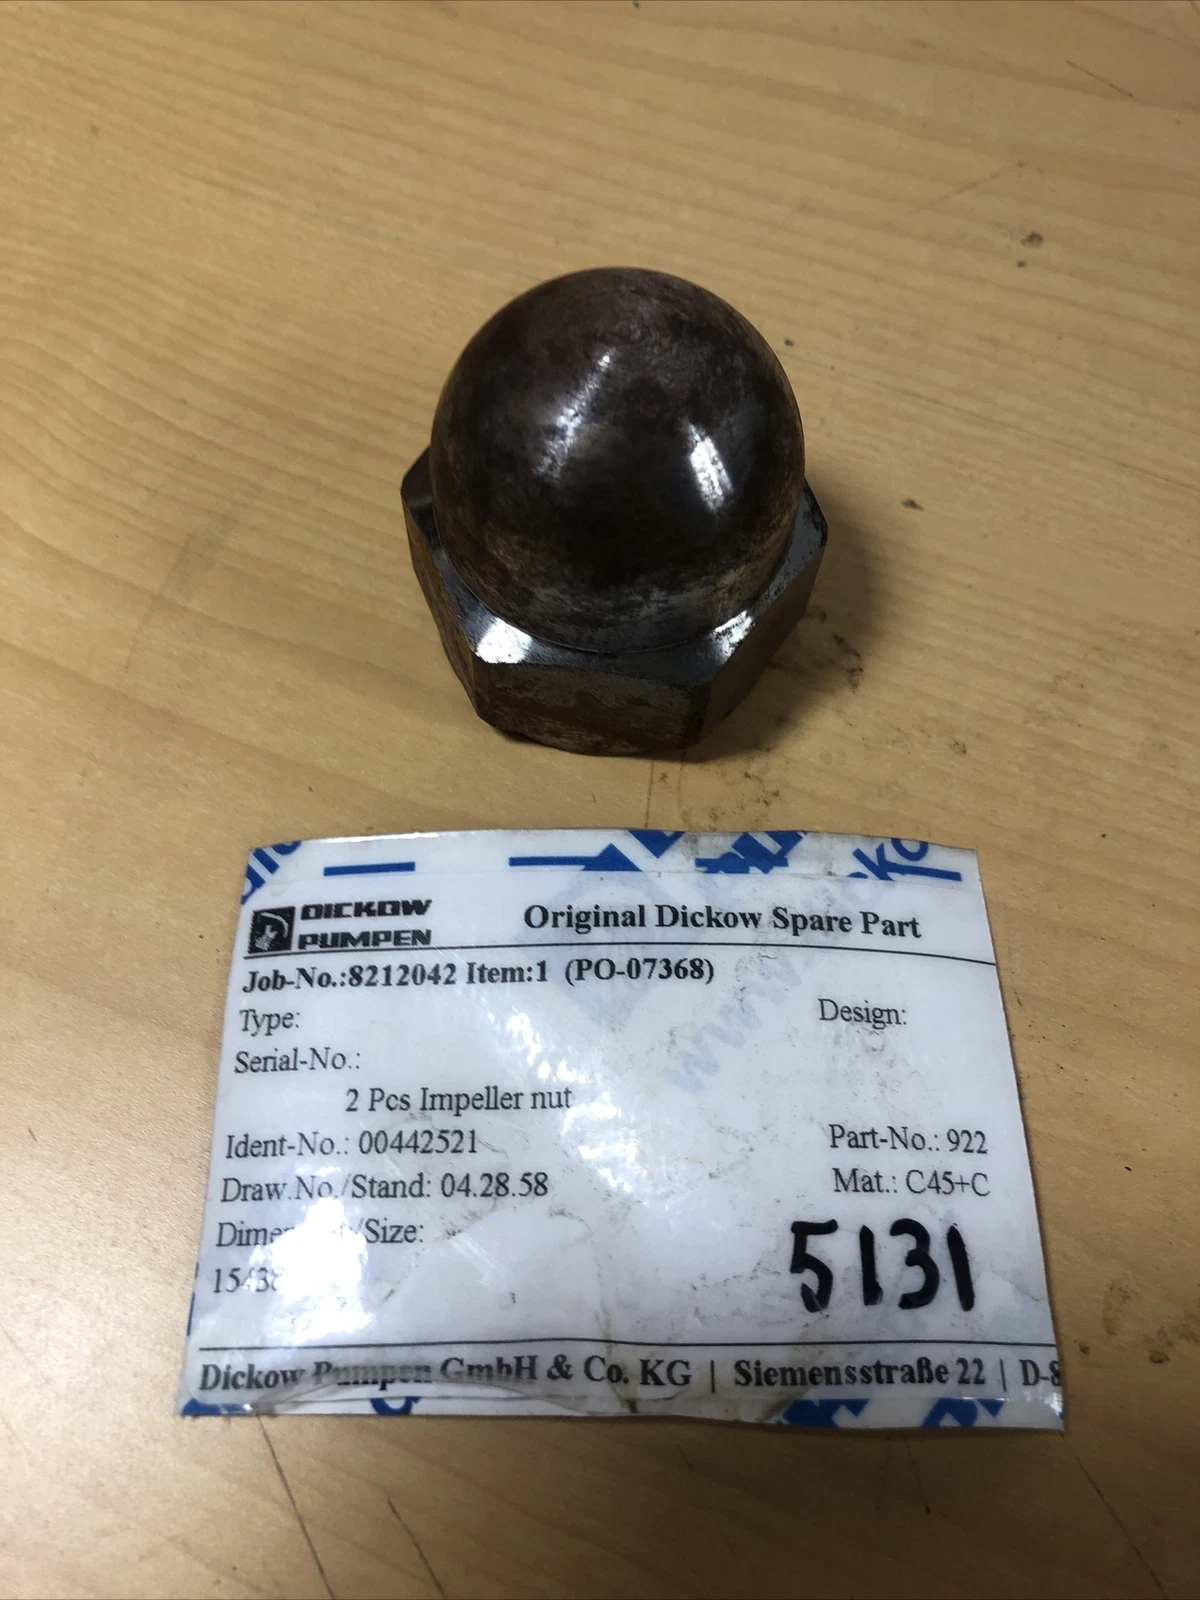 DICKOW
PUMPEN
Original Dickow Spare Part
Job-No.:8212042 Item:1 (PO-07368)
Type:
Design:
Serial-No.:
2 Pcs Impeller nut
Ident-No.: 00442521
Part-No.: 922
Draw.No./Stand: 04.28.58
Mat.: C45+C
/Size:
5131
Dickow Pumpen GmbH & Co. KG | Siemensstraße 22 | D-8